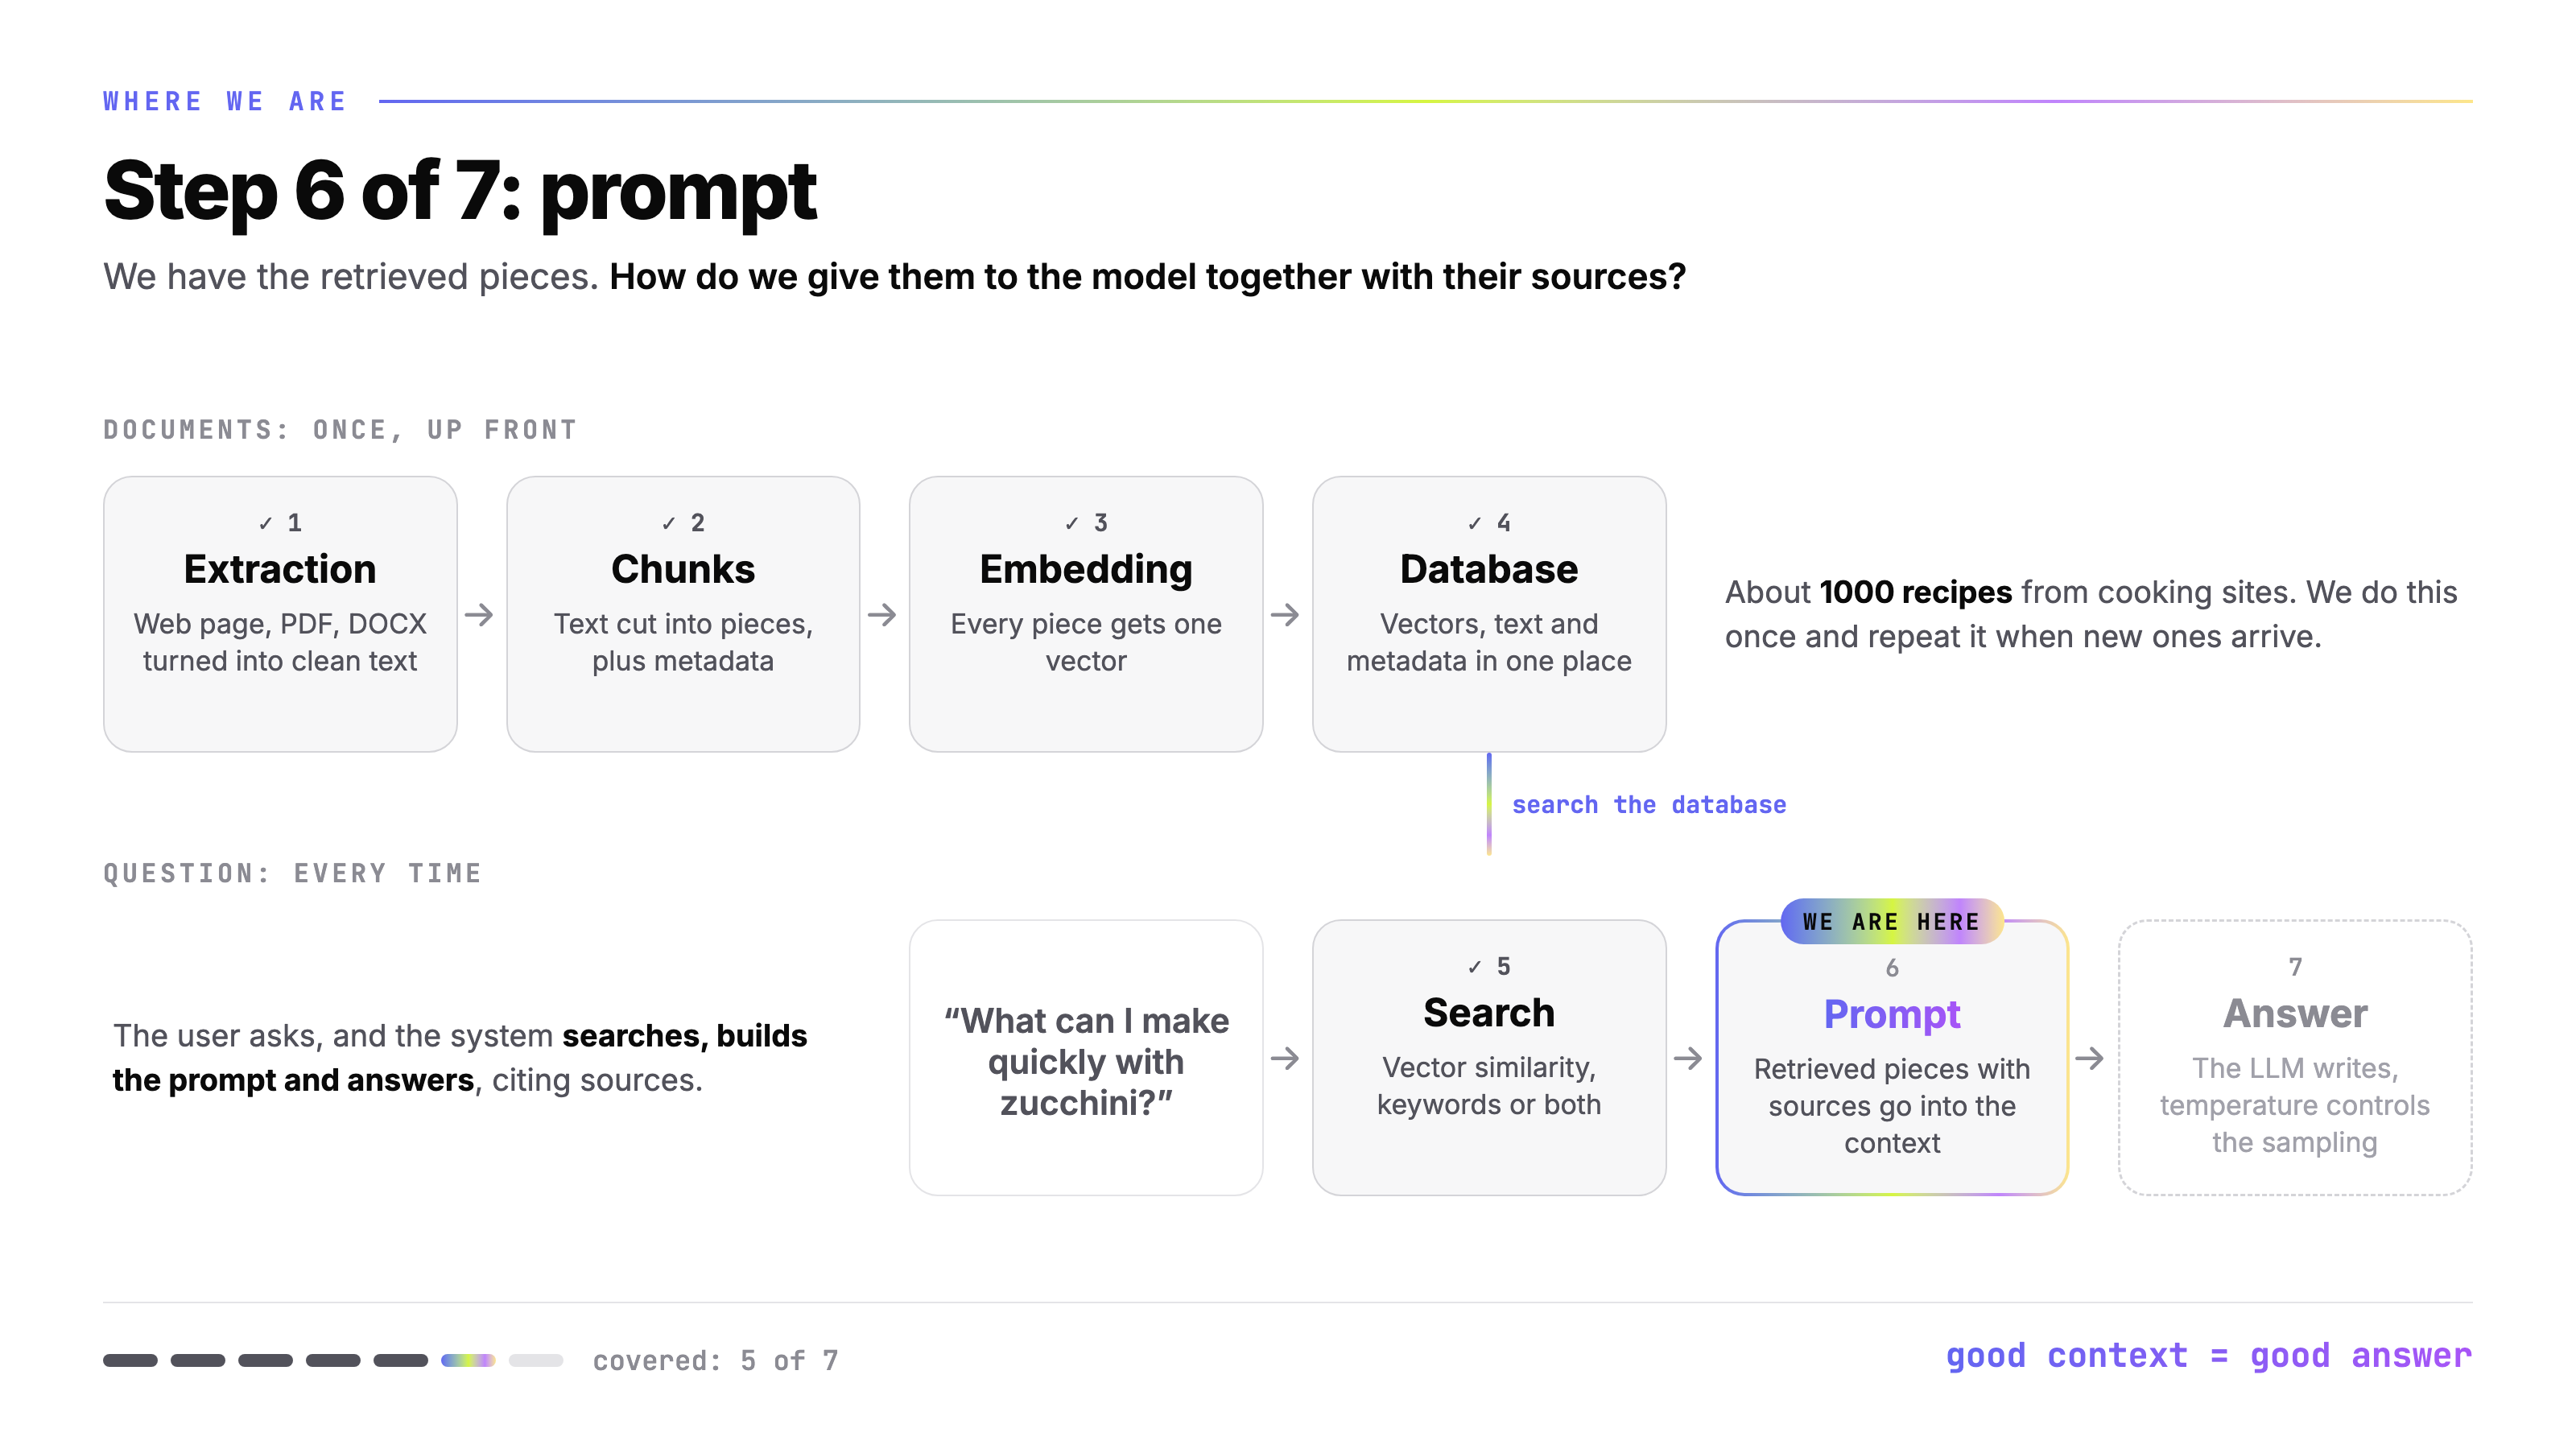 WHERE WE ARE
Step 6 of 7: prompt
We have the retrieved pieces. How do we give them to the model together with their sources?
DOCUMENTS: ONCE, UP FRONT
✓ 1
Extraction
Web page, PDF, DOCX
turned into clean text
✓ 2
Chunks
Text cut into pieces,
plus metadata
✓ 3
Embedding
Every piece gets one
vector
✓ 4
Database
Vectors, text and
metadata in one place
About 1000 recipes from cooking sites. We do this
once and repeat it when new ones arrive.
search the database
QUESTION: EVERY TIME
The user asks, and the system searches, builds
the prompt and answers, citing sources.
“What can I make
quickly with
zucchini?”
✓ 5
Search
Vector similarity,
keywords or both
WE ARE HERE
6
Prompt
Retrieved pieces with
sources go into the
context
7
Answer
The LLM writes,
temperature controls
the sampling
covered: 5 of 7
good context = good answer